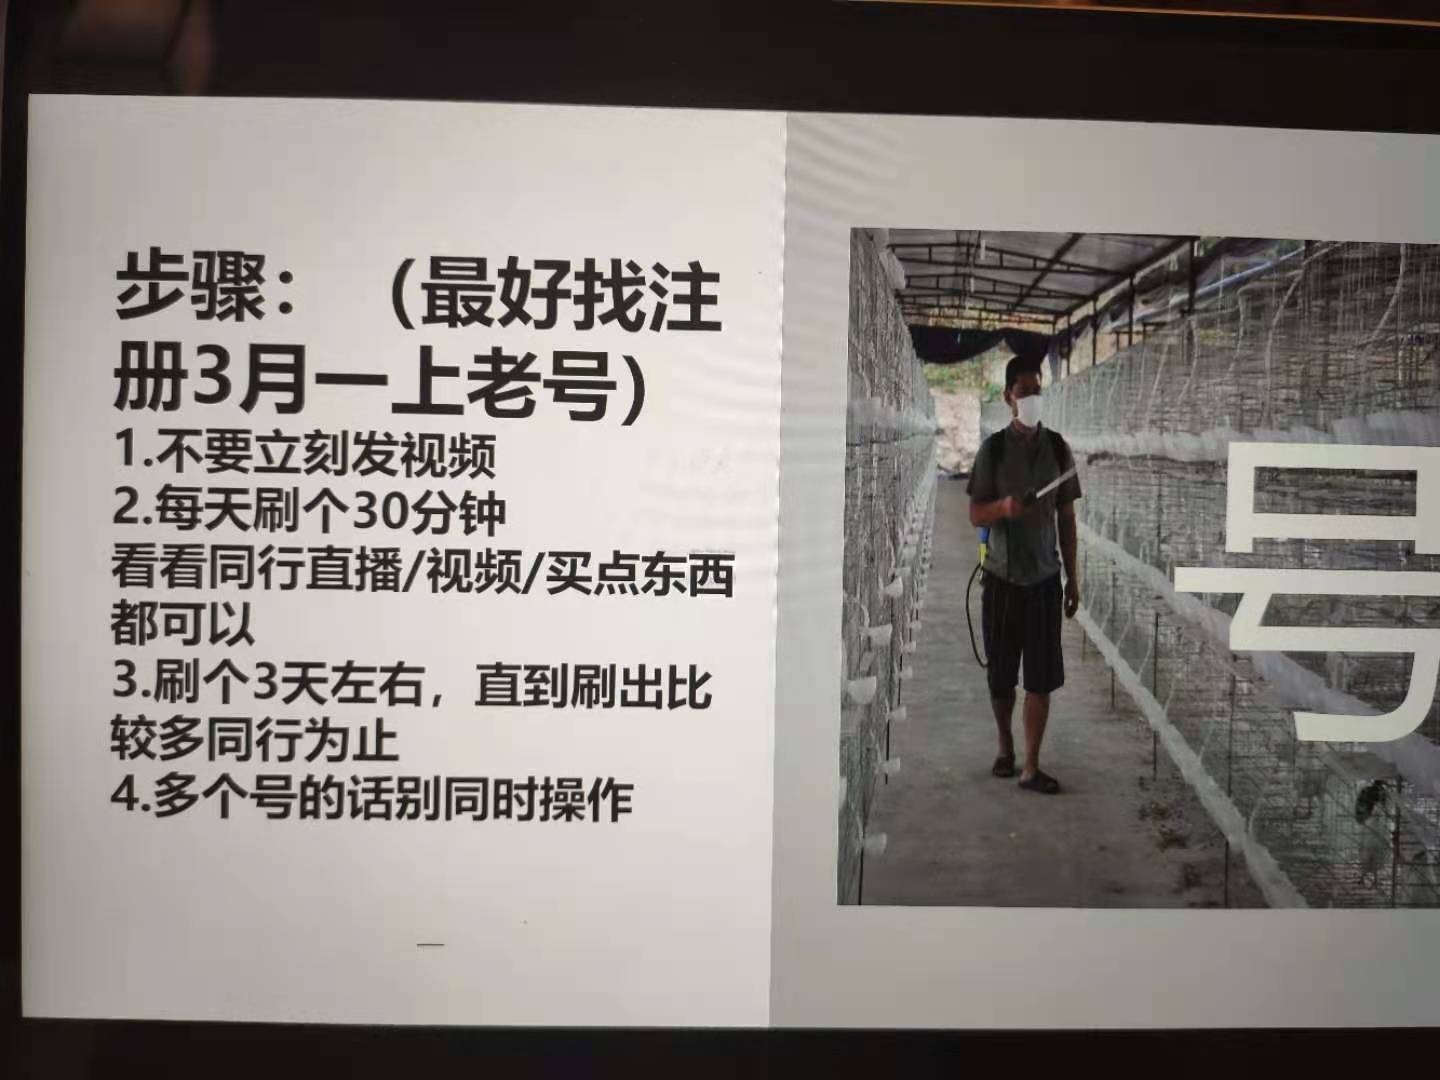 步骤：（最好找注
册3月一上老号）
1.不要立刻发视频
2.每天刷个30分钟
看看同行直播/视频/买点东西
都可以
3.刷个3天左右，直到刷出比
较多同行为止
4.多个号的话别同时操作
号